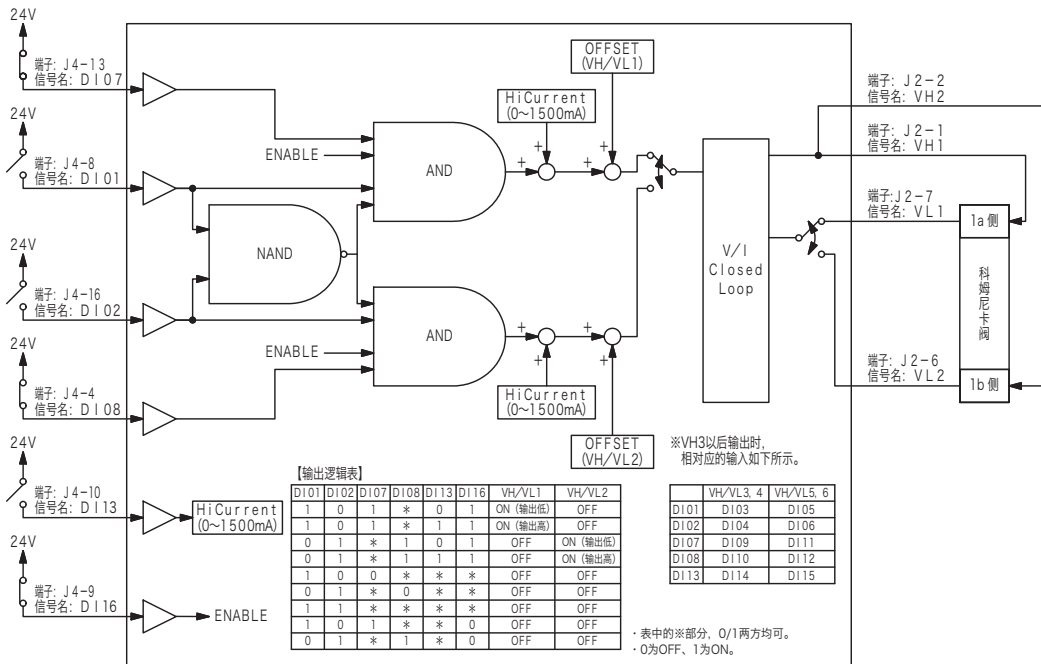 24V
端子: J4-13
信号名: DI07
24V
端子: J4-8
信号名: DI01
24V
端子: J4-16
信号名: DI02
24V
端子: J4-4
信号名: DI08
24V
端子: J4-10
信号名: DI13
24V
端子: J4-9
信号名: DI16
ENABLE
AND
NAND
ENABLE
AND
HiCurrent
(0~1500mA)
ENABLE
OFFSET
(VH/VL1)
HiCurrent
(0~1500mA)
+
+
+
+
+
+
+
+
HiCurrent
(0~1500mA)
OFFSET
(VH/VL2)
V/I
Closed
Loop
端子: J2-2
信号名: VH2
端子: J2-1
信号名: VH1
端子:J2-7
信号名: VL1
端子: J2-6
信号名: VL2
1a侧
科姆尼卡阀
1b侧
※VH3以后输出时，
相对应的输入如下所示。
【输出逻辑表】
DI01 DI02 DI07 DI08 DI13 DI16 VH/VL1 VH/VL2
1 0 1 * 0 1 ON（输出低） OFF
1 0 1 * 1 1 ON（输出高） OFF
0 1 * 1 0 1 OFF ON（输出低）
0 1 * 1 1 1 OFF ON（输出高）
1 0 0 * * * OFF OFF
0 1 * 0 * * OFF OFF
1 1 * * * * OFF OFF
1 0 1 * * 0 OFF OFF
0 1 * 1 * 0 OFF OFF
VH/VL3, 4 VH/VL5, 6
DI01 DI03 DI05
DI02 DI04 DI06
DI07 DI09 DI11
DI08 DI10 DI12
DI13 DI14 DI15
・表中的※部分，0/1两方均可。
・0为OFF、1为ON。